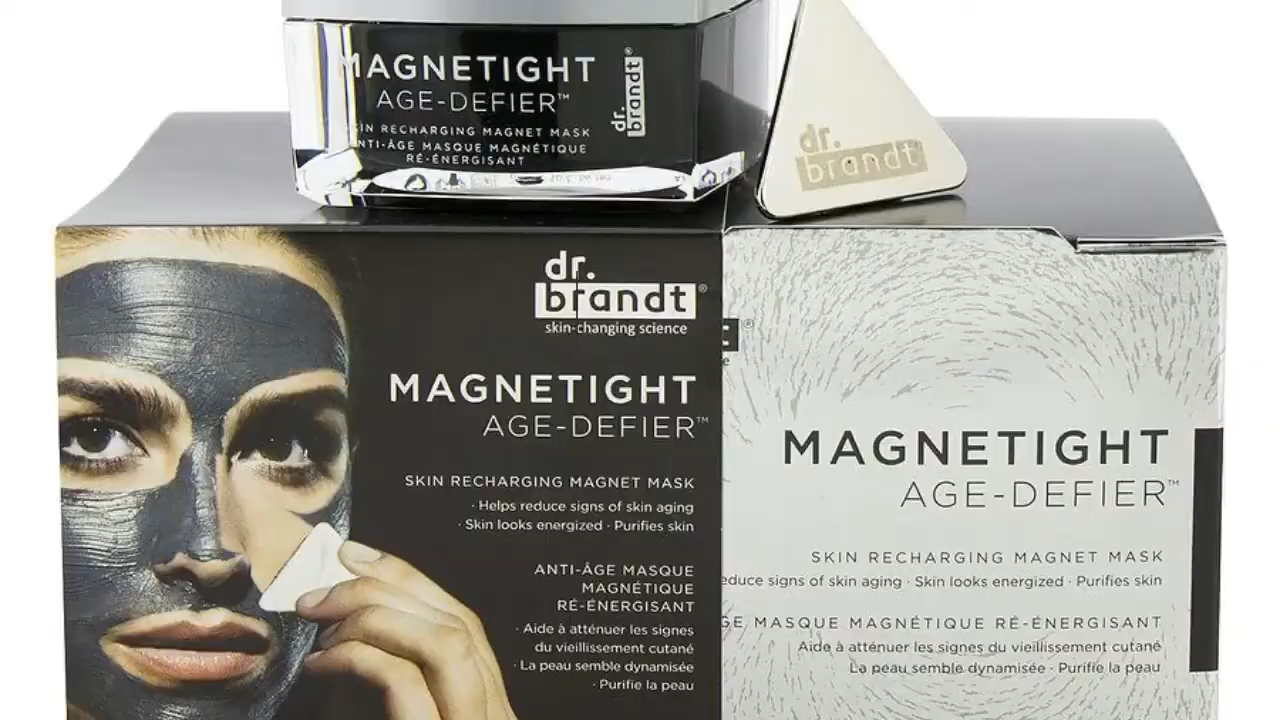 MAGNETIGHT
AGE-DEFIER™
SKIN RECHARGING MAGNET MASK
ANTI-ÂGE MASQUE MAGNÉTIQUE
RÉ-ÉNERGISANT
dr.
brandt®
dr.
brandt®
dr.
brandt®
skin-changing science
MAGNETIGHT
AGE-DEFIER™
SKIN RECHARGING MAGNET MASK
· Helps reduce signs of skin aging
· Skin looks energized · Purifies skin
ANTI-ÂGE MASQUE
MAGNÉTIQUE
RÉ-ÉNERGISANT
· Aide à atténuer les signes
du vieillissement cutané
· La peau semble dynamisée
· Purifie la peau
MAGNETIGHT
AGE-DEFIER™
SKIN RECHARGING MAGNET MASK
educe signs of skin aging · Skin looks energized · Purifies skin
GE MASQUE MAGNÉTIQUE RÉ-ÉNERGISANT
Aide à atténuer les signes du vieillissement cutané
La peau semble dynamisée · Purifie la peau